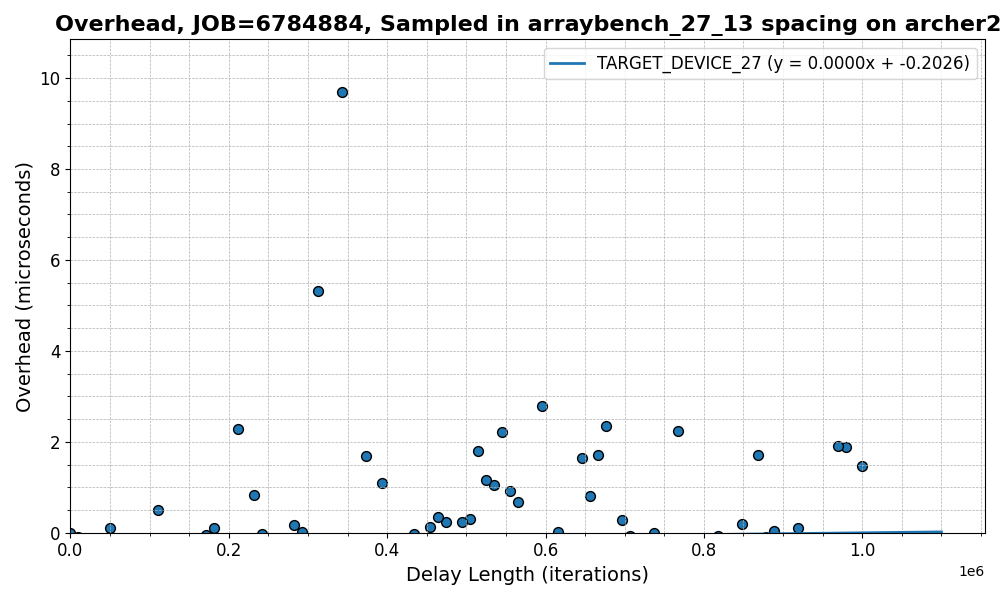 Overhead, JOB=6784884, Sampled in arraybench_27_13 spacing on archer2
TARGET_DEVICE_27 (y = 0.0000x + -0.2026)
Overhead (microseconds)
10
8
6
4
2
0
0.0 0.2 0.4 0.6 0.8 1.0
1e6
Delay Length (iterations)